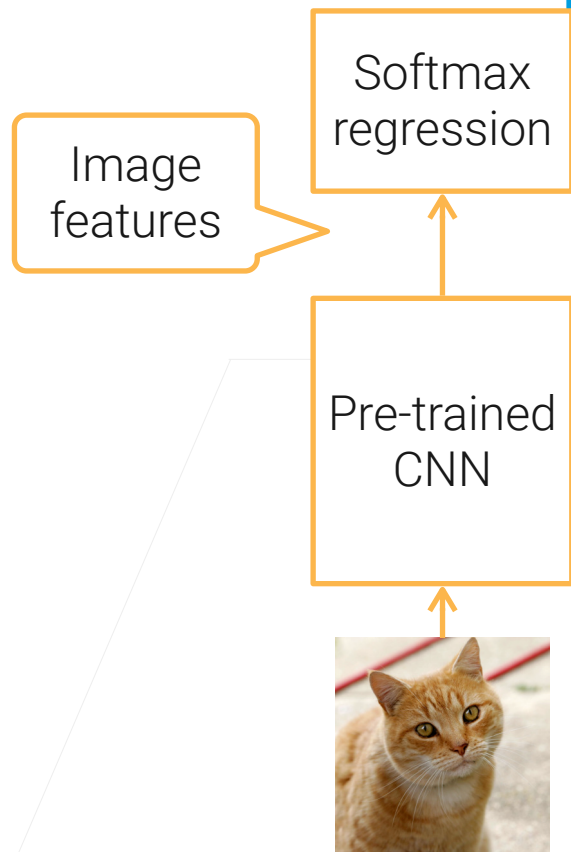 Softmax
regression
Image
features
Pre-trained
CNN